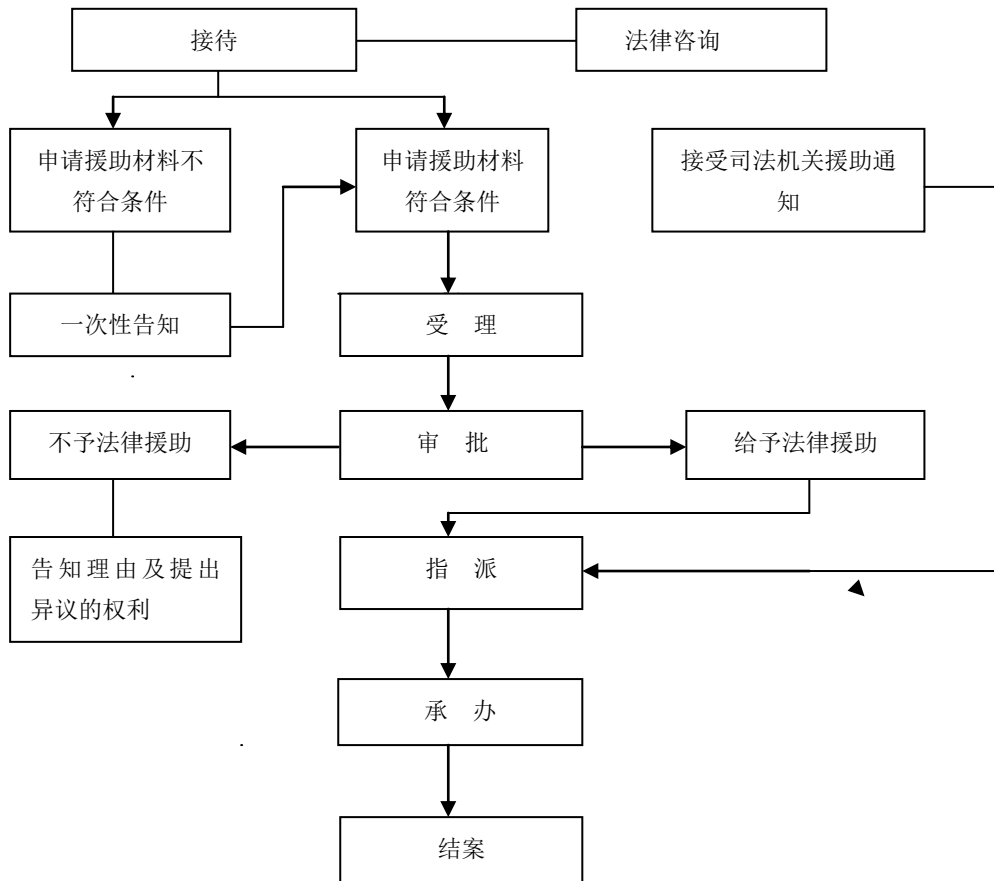 接待
法律咨询
申请援助材料不
符合条件
申请援助材料
符合条件
接受司法机关援助通
知
一次性告知
受 理
不予法律援助
审 批
给予法律援助
告知理由及提出
异议的权利
指 派
承 办
结案